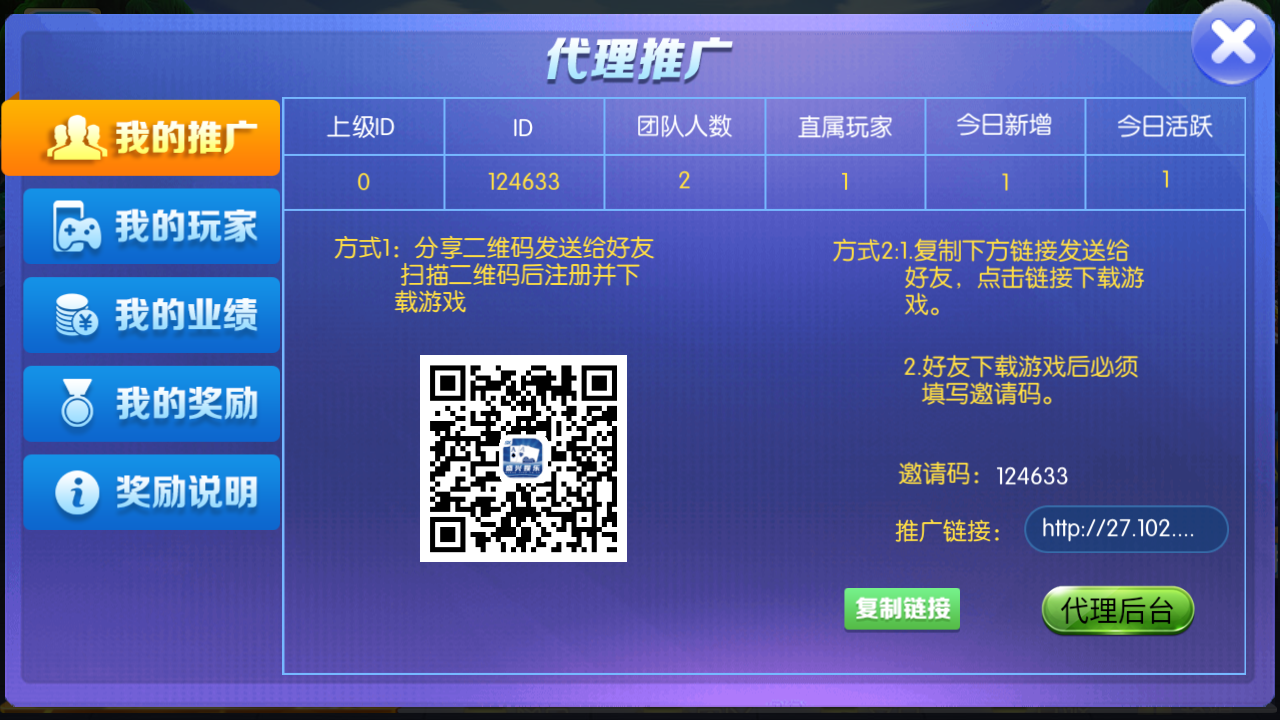 代理推广
我的推广
我的玩家
我的业绩
我的奖励
奖励说明
上级ID ID 团队人数 直属玩家 今日新增 今日活跃
0 124633 2 1 1 1
方式1：分享二维码发送给好友
扫描二维码后注册并下
载游戏
方式2:1.复制下方链接发送给
好友，点击链接下载游
戏。
2.好友下载游戏后必须
填写邀请码。
邀请码：124633
推广链接：http://27.102....
复制链接
代理后台